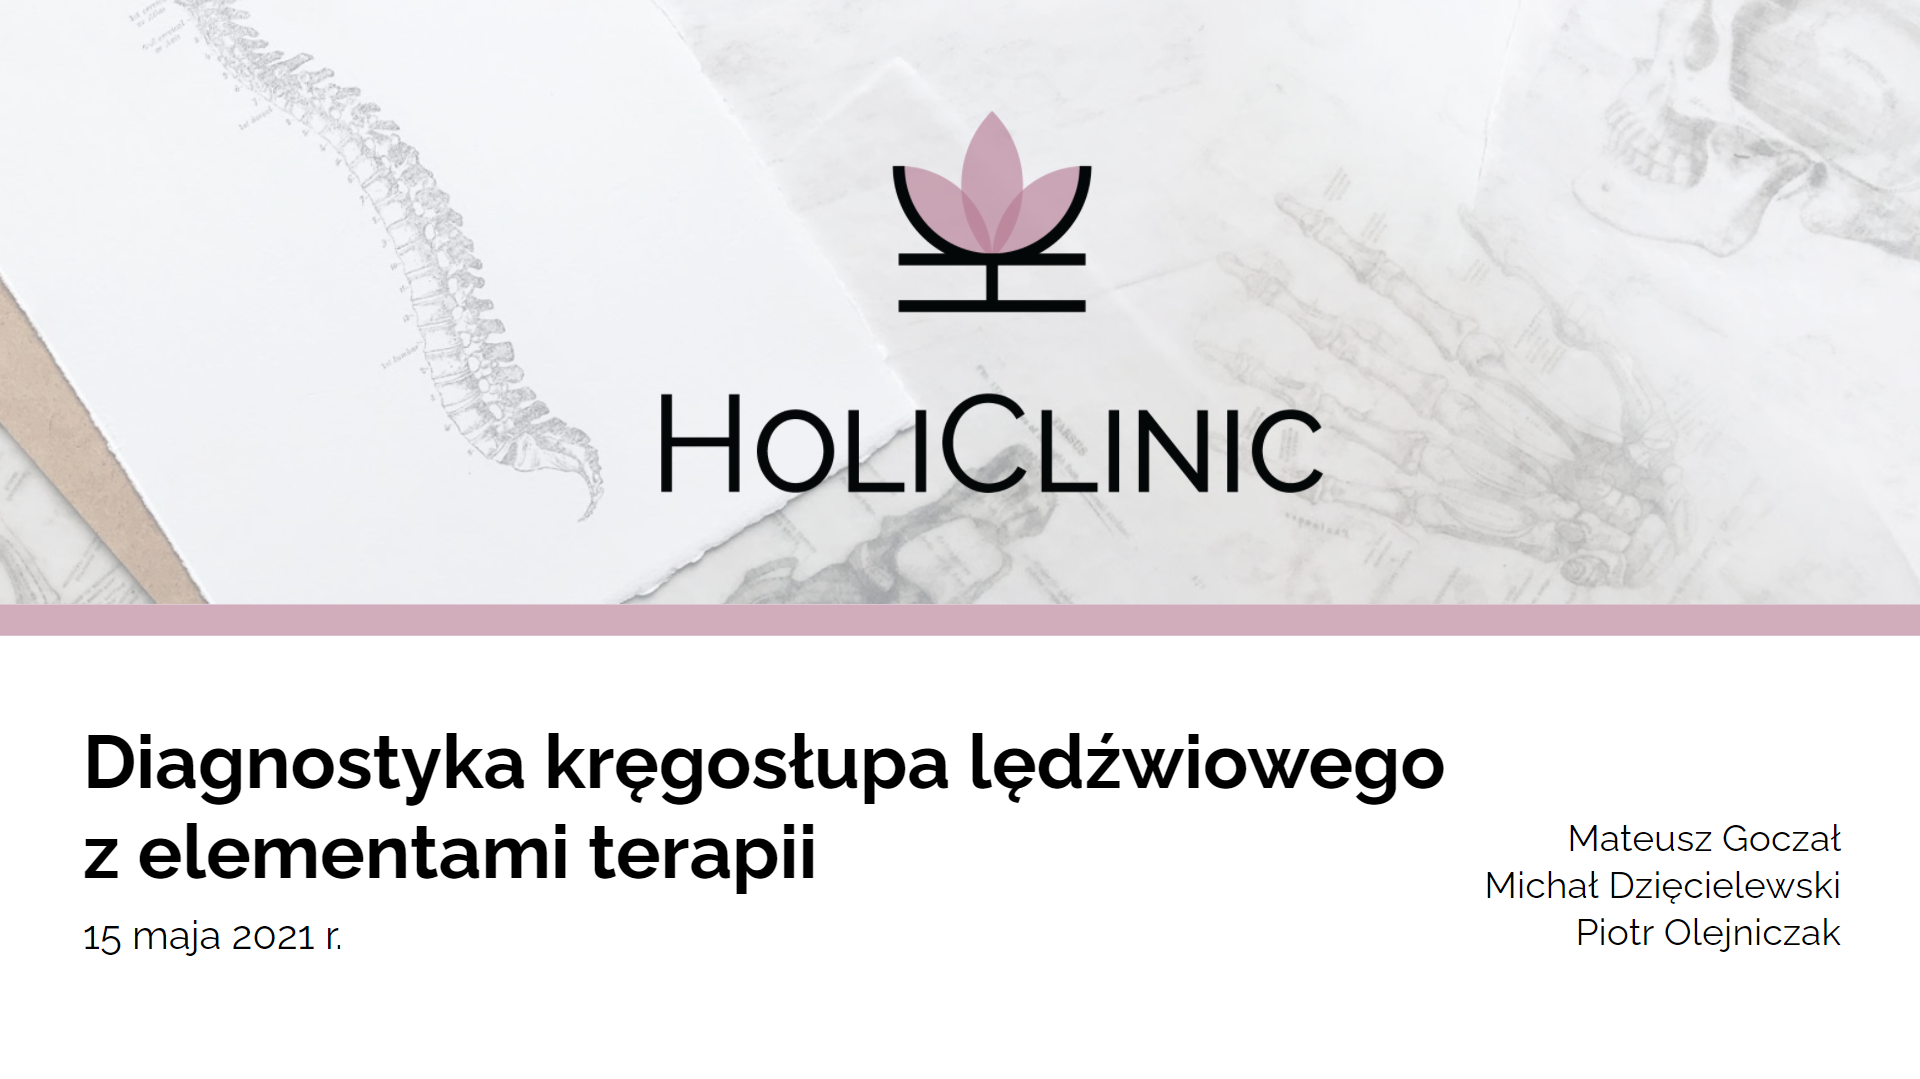 HOLICLINIC
Diagnostyka kręgosłupa lędźwiowego
z elementami terapii
15 maja 2021 r.
Mateusz Goczał
Michał Dzięcielewski
Piotr Olejniczak